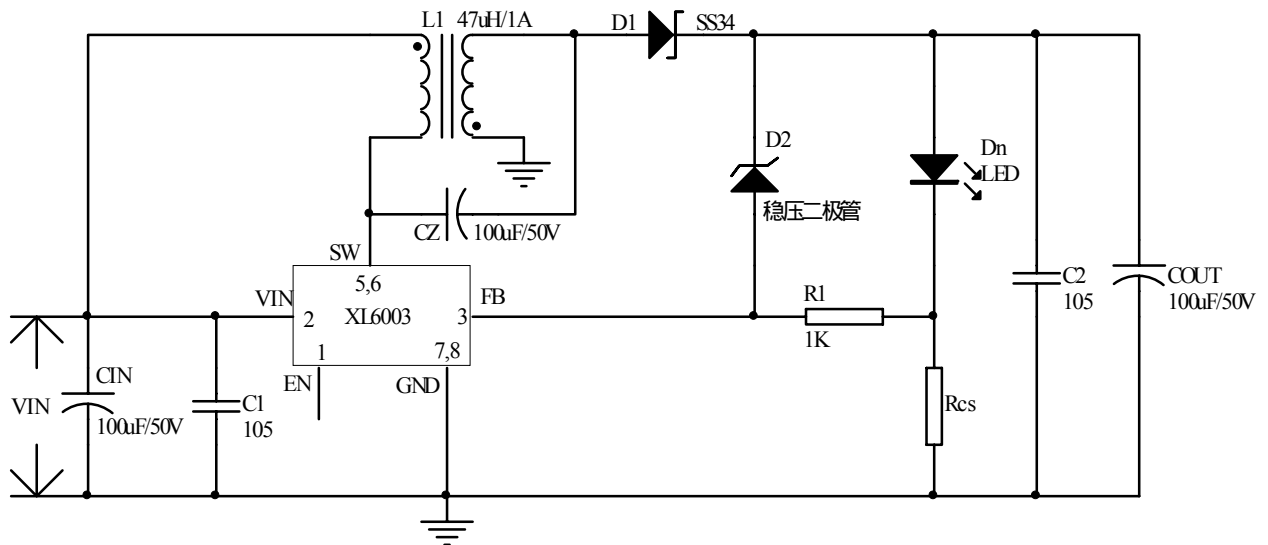 L1 47uH/1A
D1 SS34
D2
稳压二极管
Dn
LED
CZ 100uF/50V
SW
5,6
VIN
2
XL6003
3
FB
1
7,8
EN
GND
R1
1K
C2
105
COUT
100uF/50V
VIN
CIN
100uF/50V
C1
105
Rcs